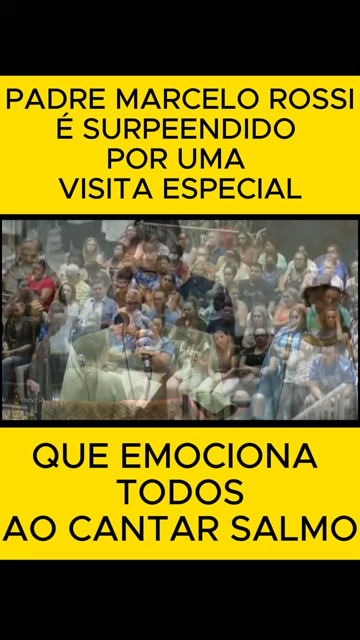 PADRE MARCELO ROSSI
É SURPEENDIDO
POR UMA
VISITA ESPECIAL
QUE EMOCIONA
TODOS
AO CANTAR SALMO